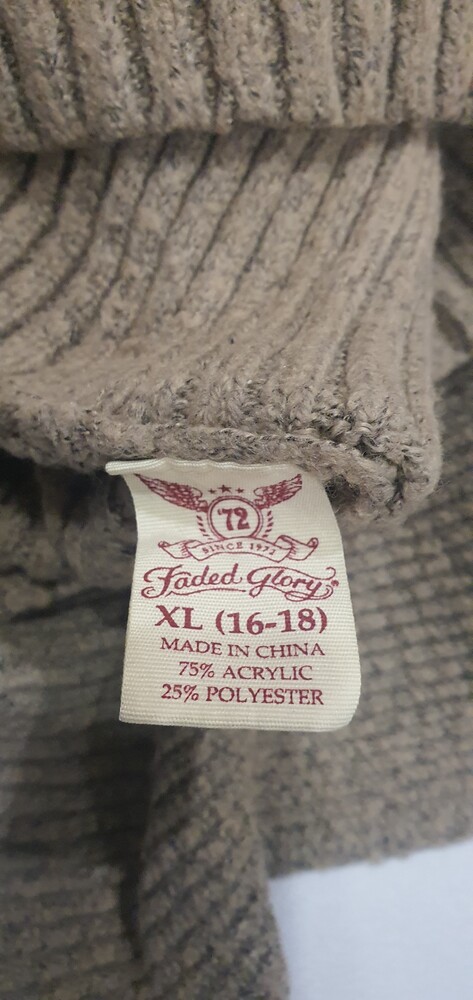 '72
SINCE 1972
Faded Glory
XL (16-18)
MADE IN CHINA
75% ACRYLIC
25% POLYESTER